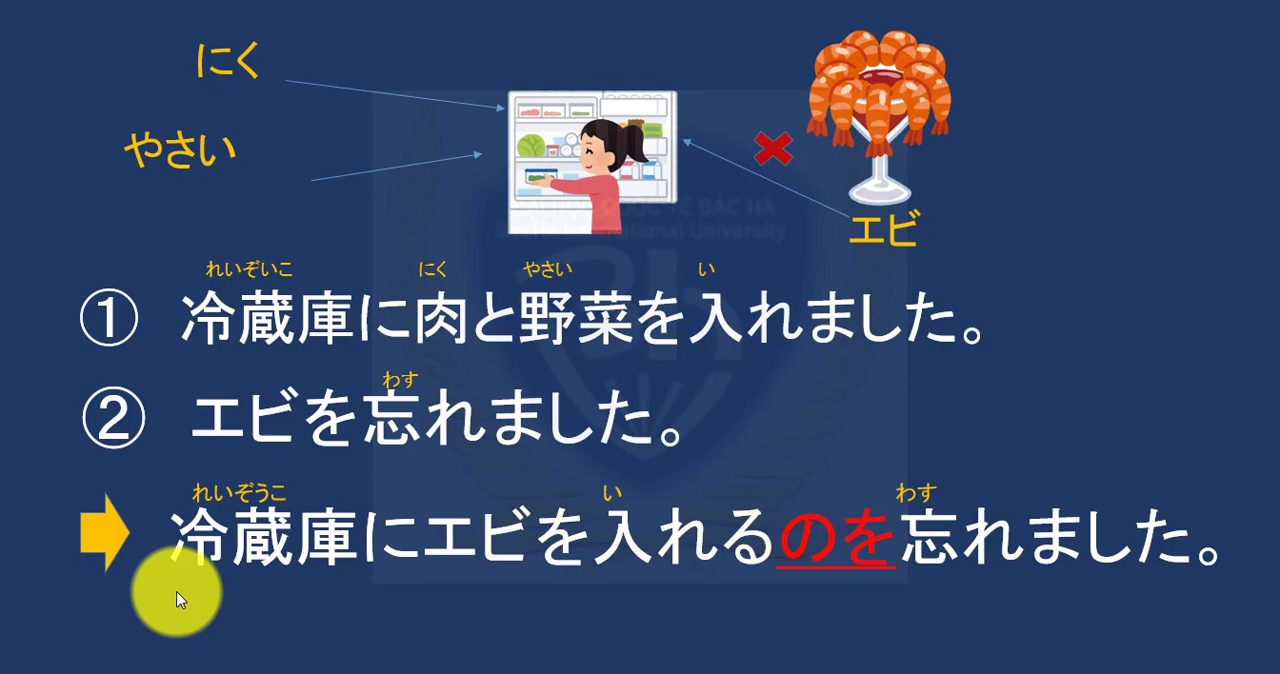 にく
やさい
エビ
れいぞいこ にく やさい い
① 冷蔵庫に肉と野菜を入れました。
わす
② エビを忘れました。
れいぞうこ い わす
冷蔵庫にエビを入れるのを忘れました。